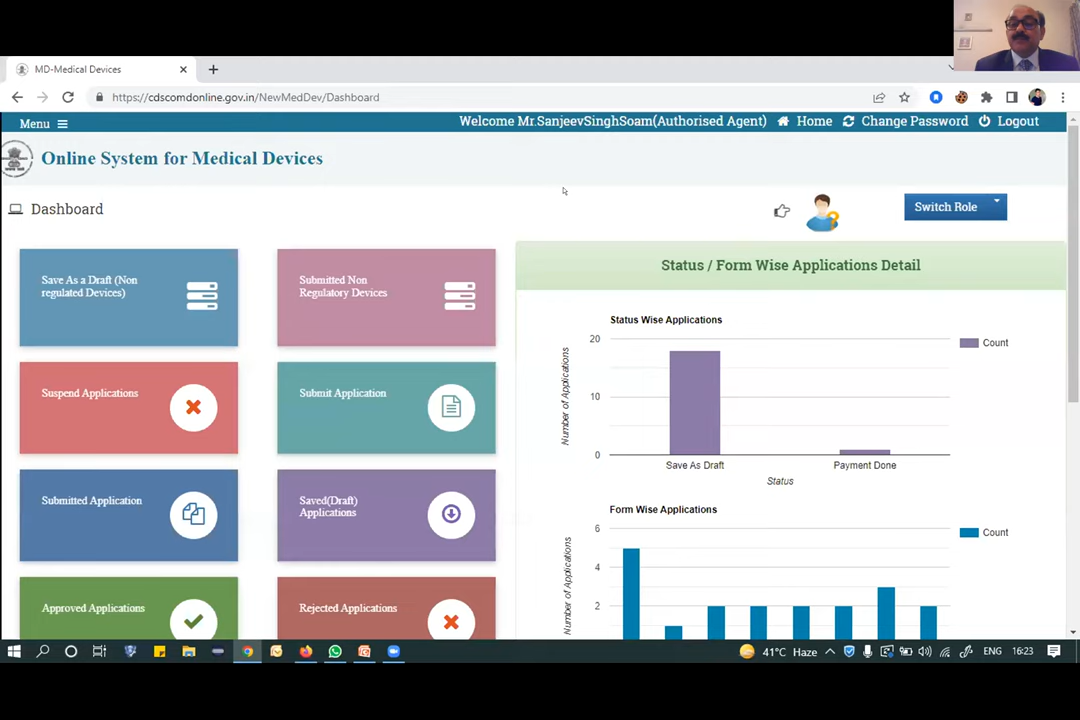 MD-Medical Devices
https://cdscomdonline.gov.in/NewMedDev/Dashboard
Menu
Welcome Mr.SanjeevSinghSoam(Authorised Agent)
Home
Change Password
Logout
Online System for Medical Devices
Dashboard
Switch Role
Save As a Draft (Non
regulated Devices)
Submitted Non
Regulatory Devices
Suspend Applications
Submit Application
Submitted Application
Saved(Draft)
Applications
Approved Applications
Rejected Applications
Status / Form Wise Applications Detail
Status Wise Applications
Count
Number of Applications
20
10
0
Save As Draft
Payment Done
Status
Form Wise Applications
Count
Number of Applications
6
4
2
41°C Haze
ENG
16:23